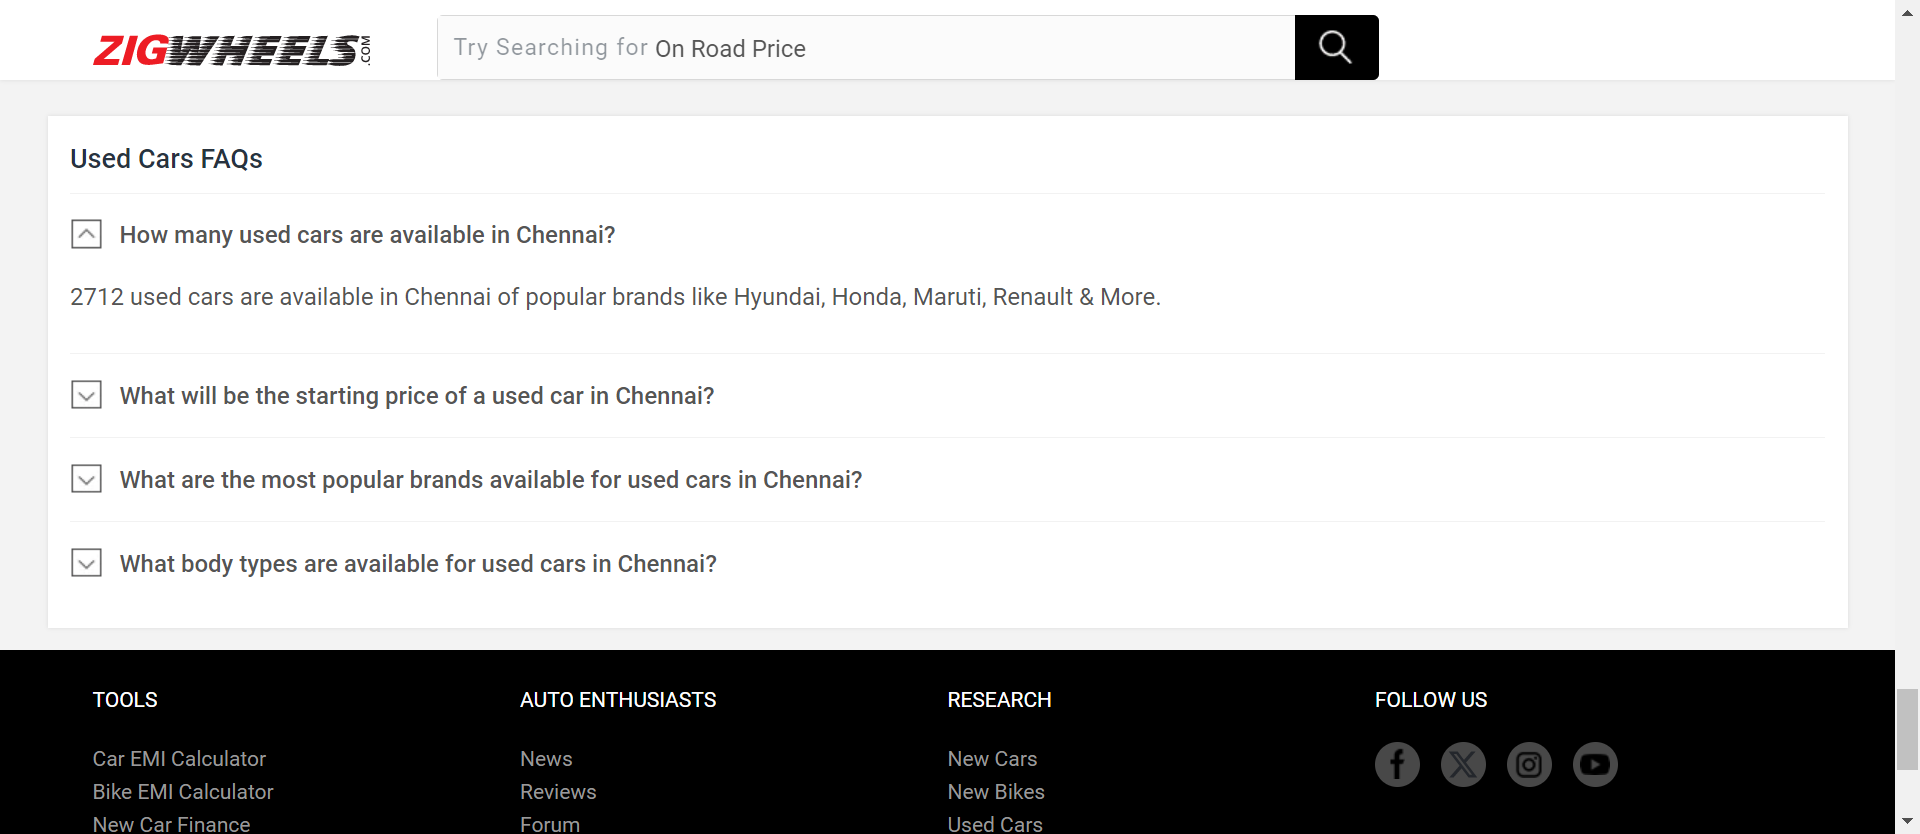 ZIGWHEELS.COM
Try Searching for On Road Price
Used Cars FAQs
How many used cars are available in Chennai?
2712 used cars are available in Chennai of popular brands like Hyundai, Honda, Maruti, Renault & More.
What will be the starting price of a used car in Chennai?
What are the most popular brands available for used cars in Chennai?
What body types are available for used cars in Chennai?
TOOLS
Car EMI Calculator
Bike EMI Calculator
New Car Finance
AUTO ENTHUSIASTS
News
Reviews
Forum
RESEARCH
New Cars
New Bikes
Used Cars
FOLLOW US